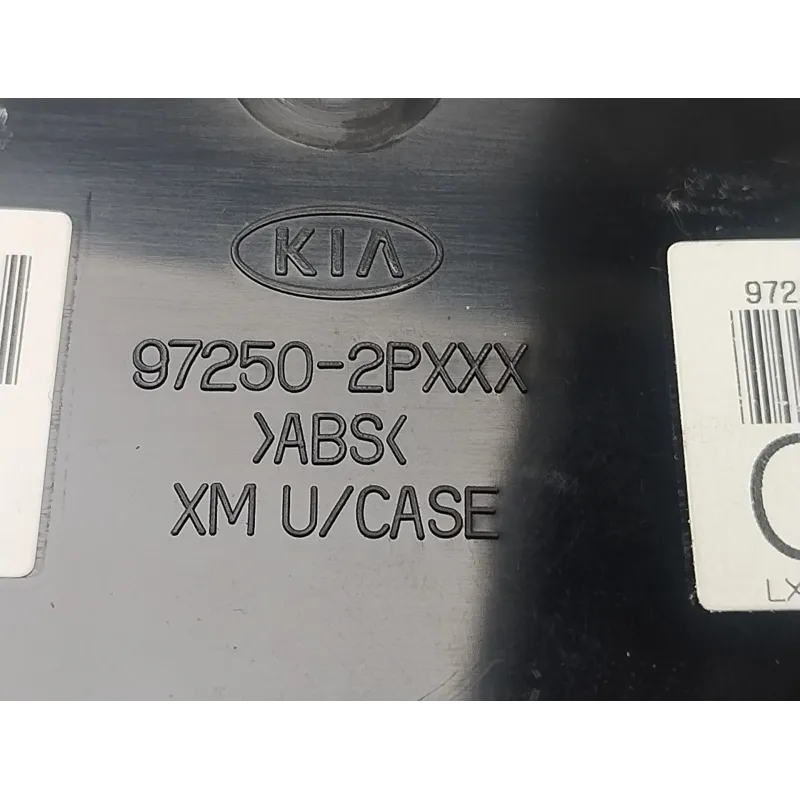 KIA
97250-2PXXX
>ABS<
XM U/CASE
972
LX